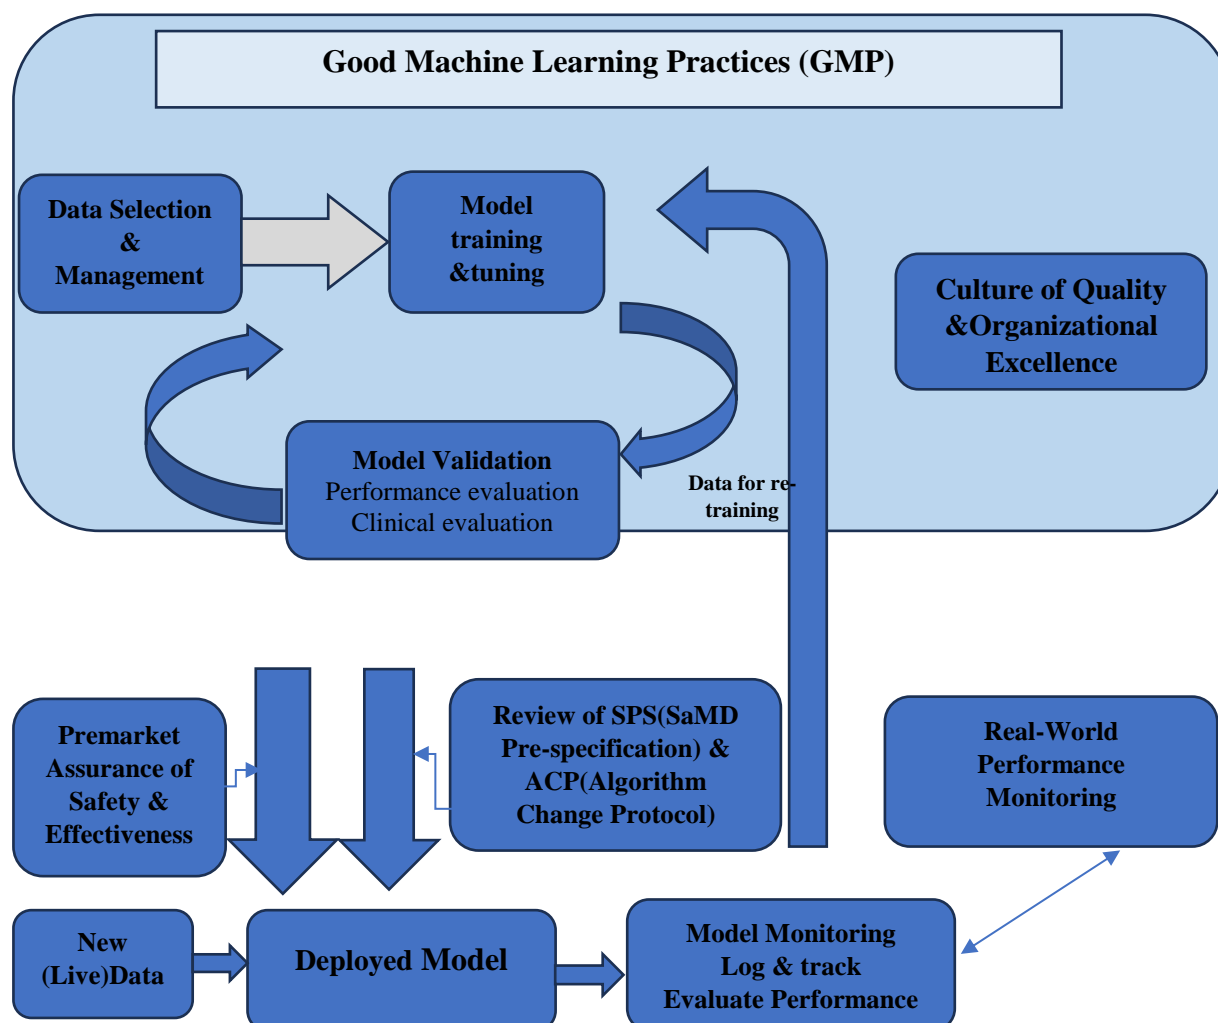 Good Machine Learning Practices (GMP)
Data Selection
&
Management
Model
training
&tuning
Culture of Quality
&Organizational
Excellence
Model Validation
Performance evaluation
Clinical evaluation
Data for re-
training
Premarket
Assurance of
Safety &
Effectiveness
Review of SPS(SaMD
Pre-specification) &
ACP(Algorithm
Change Protocol)
Real-World
Performance
Monitoring
New
(Live)Data
Deployed Model
Model Monitoring
Log & track
Evaluate Performance